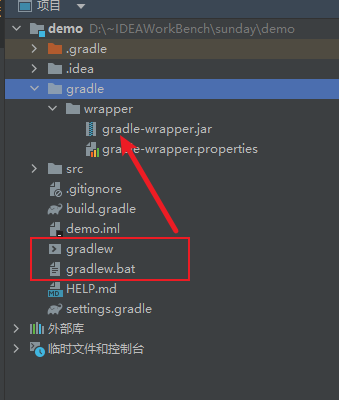 项目
demo D:\~IDEAWorkBench\sunday\demo
.gradle
.idea
gradle
wrapper
gradle-wrapper.jar
gradle-wrapper.properties
src
.gitignore
build.gradle
demo.iml
gradlew
gradlew.bat
MD
HELP.md
settings.gradle
外部库
临时文件和控制台